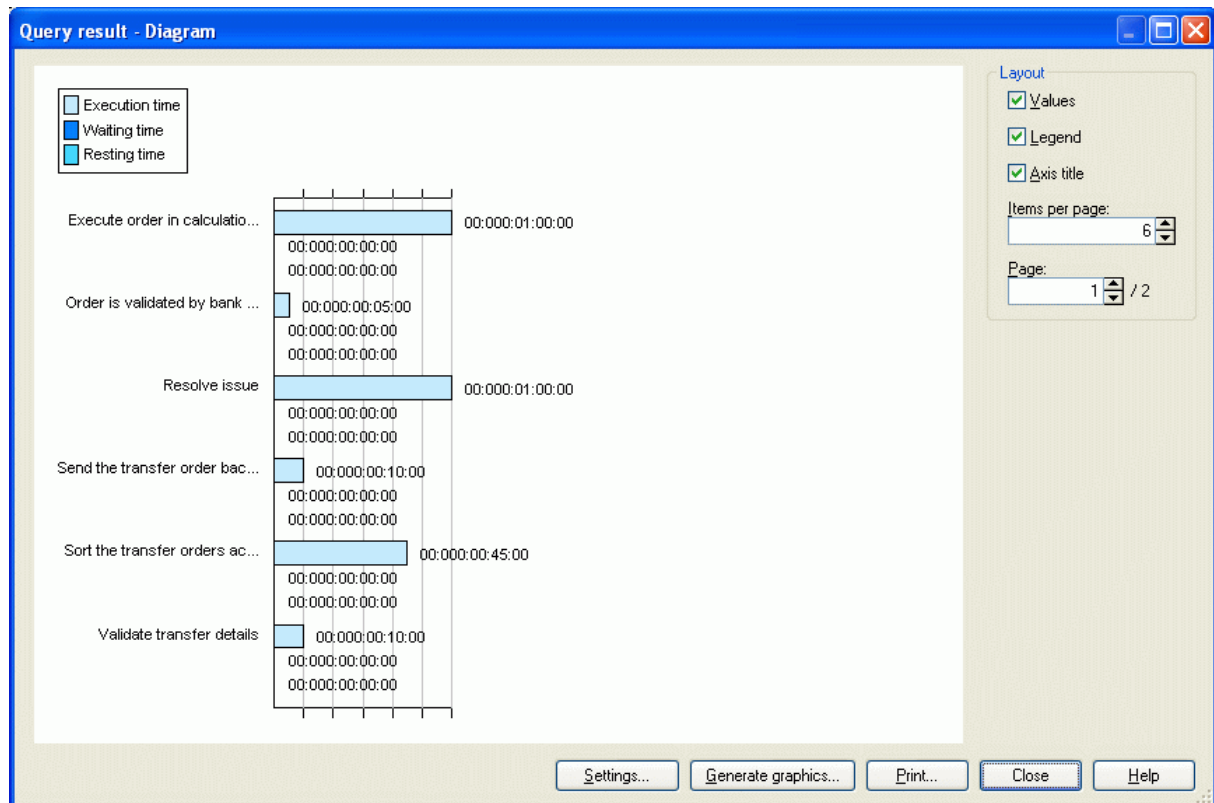 Query result - Diagram
Execution time
Waiting time
Resting time
Execute order in calculatio... 00:000:01:00:00
00:000:00:00:00
00:000:00:00:00
Order is validated by bank ... 00:000:00:05:00
00:000:00:00:00
00:000:00:00:00
Resolve issue 00:000:01:00:00
00:000:00:00:00
00:000:00:00:00
Send the transfer order bac... 00:000:00:10:00
00:000:00:00:00
00:000:00:00:00
Sort the transfer orders ac... 00:000:00:45:00
00:000:00:00:00
00:000:00:00:00
Validate transfer details 00:000:00:10:00
00:000:00:00:00
00:000:00:00:00
Layout
Values
Legend
Axis title
Items per page:
6
Page:
1 / 2
Settings... Generate graphics... Print... Close Help